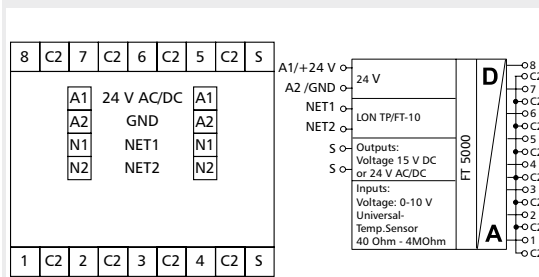 8 C2 7 C2 6 C2 5 C2 S
A1 24 V AC/DC A1
A2 GND A2
N1 NET1 N1
N2 NET2 N2
1 C2 2 C2 3 C2 4 C2 S
A1/+24 V
A2 /GND
NET1
NET2
S
S
24 V
LON TP/FT-10
Outputs:
Voltage 15 V DC
or 24 V AC/DC
Inputs:
Voltage: 0-10 V
Universal-
Temp.Sensor
40 Ohm - 4MOhm
FT 5000
D
A
8
C2
7
C2
6
C2
5
C2
4
C2
3
C2
2
C2
1
C2